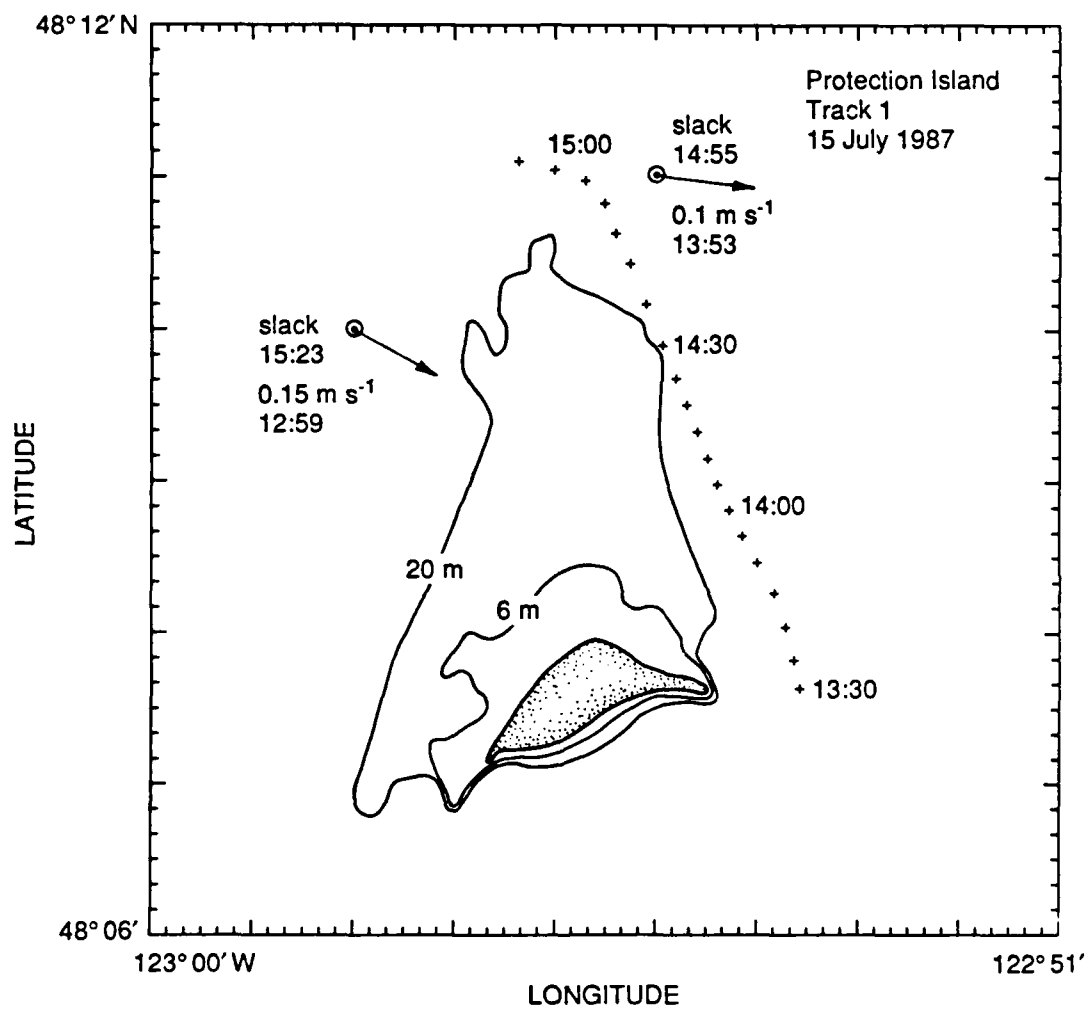 48° 12′ N
Protection Island
Track 1
15 July 1987
slack
14:55
0.1 m s-1
13:53
15:00
slack
15:23
0.15 m s-1
12:59
14:30
14:00
20 m
6 m
13:30
LATITUDE
48° 06′
123° 00′ W
122° 51′
LONGITUDE